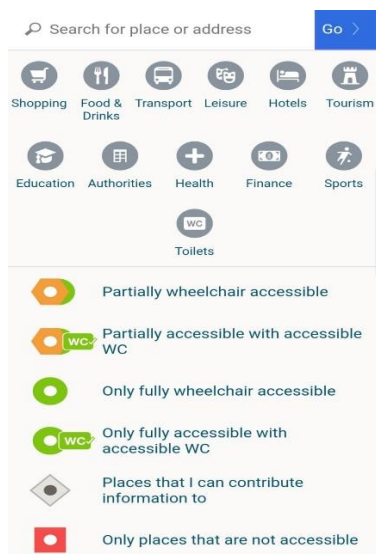 Search for place or address Go
Shopping Food & Drinks Transport Leisure Hotels Tourism
Education Authorities Health Finance Sports
WC
Toilets
Partially wheelchair accessible
WC Partially accessible with accessible
WC
Only fully wheelchair accessible
WC Only fully accessible with
accessible WC
Places that I can contribute
information to
Only places that are not accessible